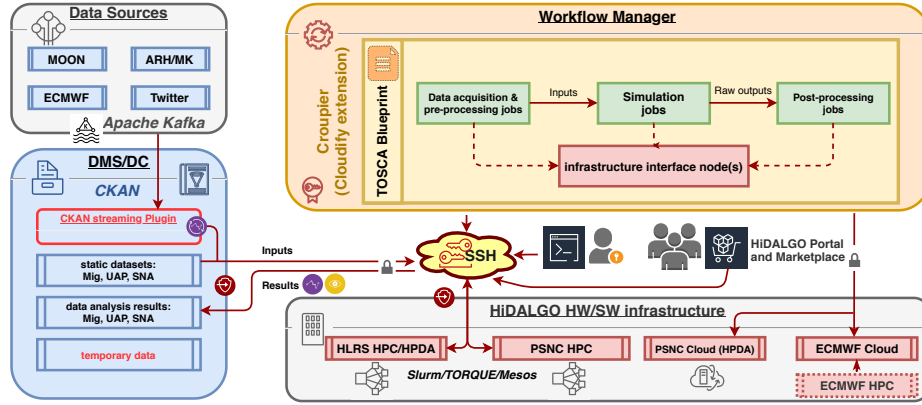 Data Sources
MOON
ARH/MK
ECMWF
Twitter
Apache Kafka
DMS/DC
CKAN
CKAN streaming Plugin
static datasets:
Mig, UAP, SNA
data analysis results:
Mig, UAP, SNA
temporary data
Inputs
Results
Workflow Manager
Croupier
(Cloudify extension)
TOSCA Blueprint
Data acquisition &
pre-processing jobs
Inputs
Simulation
jobs
Raw outputs
Post-processing
jobs
infrastructure interface node(s)
SSH
HiDALGO Portal
and Marketplace
HiDALGO HW/SW infrastructure
HLRS HPC/HPDA
PSNC HPC
PSNC Cloud (HPDA)
ECMWF Cloud
Slurm/TORQUE/Mesos
ECMWF HPC